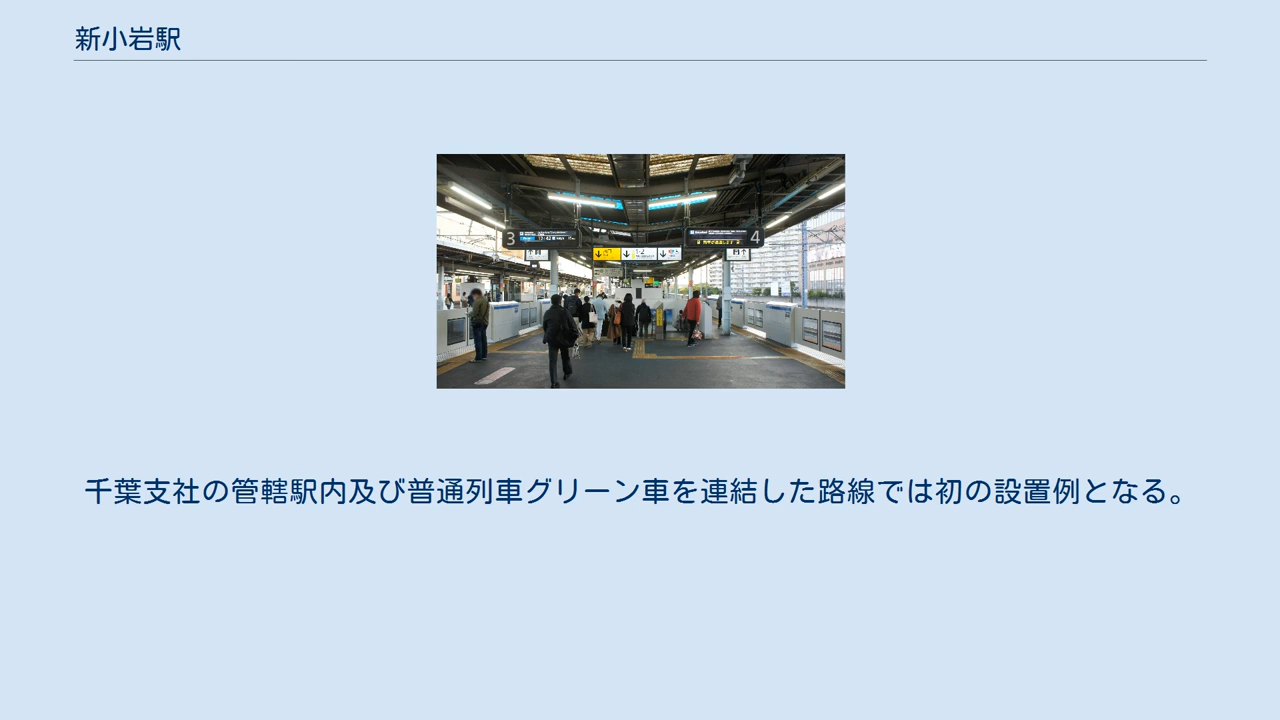 新小岩駅
3
4
千葉支社の管轄駅内及び普通列車グリーン車を連結した路線では初の設置例となる。